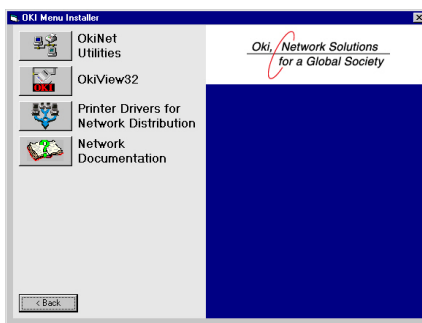 OKI Menu Installer
OkiNet
Utilities
OKI
OkiView32
Printer Drivers for
Network Distribution
Network
Documentation
Oki, Network Solutions
for a Global Society
< Back